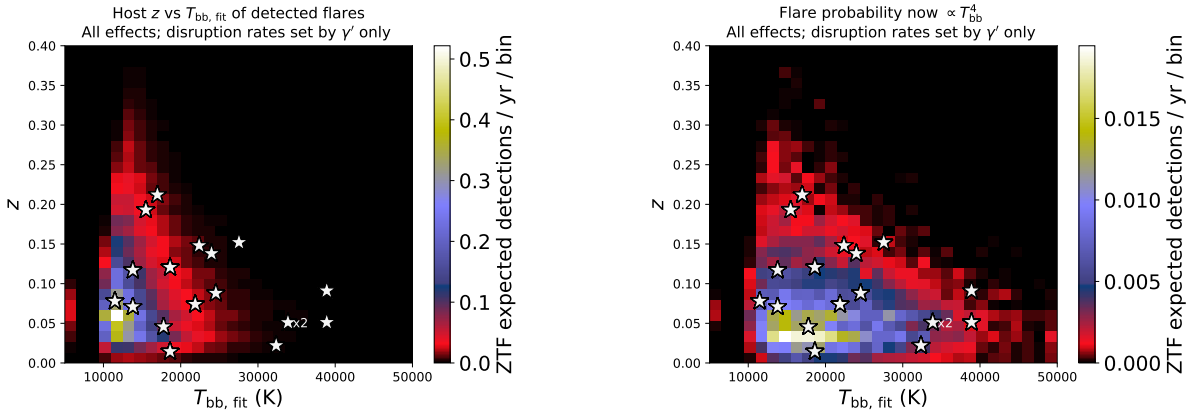 Host z vs T_bb, fit of detected flares
All effects; disruption rates set by γ′ only
0.40
0.35
0.30
0.25
0.20
0.15
0.10
0.05
0.00
z
x2
10000 20000 30000 40000 50000
T_bb, fit (K)
0.5
0.4
0.3
0.2
0.1
0.0
ZTF expected detections / yr / bin
Flare probability now ∝ T_bb^4
All effects; disruption rates set by γ′ only
0.40
0.35
0.30
0.25
0.20
0.15
0.10
0.05
0.00
z
x2
10000 20000 30000 40000 50000
T_bb, fit (K)
0.015
0.010
0.005
0.000
ZTF expected detections / yr / bin